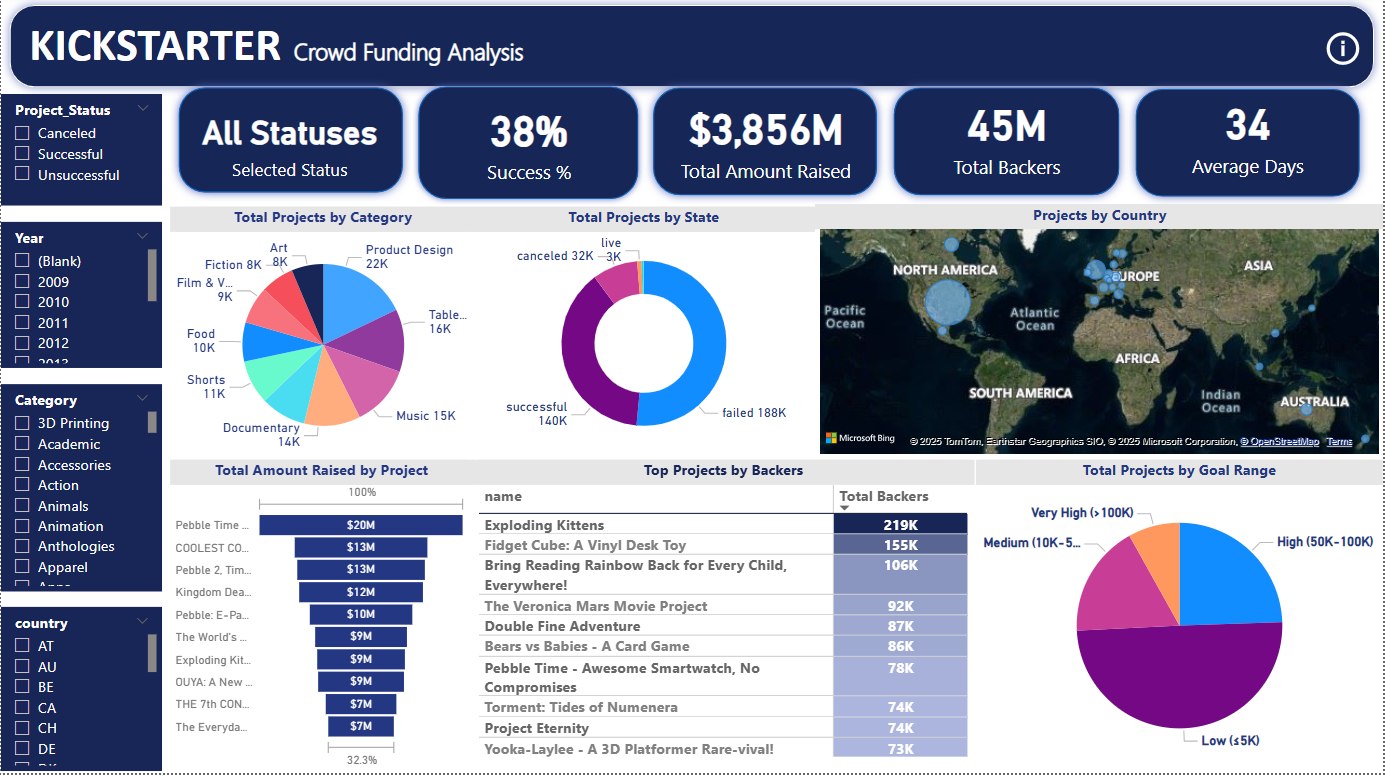 KICKSTARTER Crowd Funding Analysis
Project_Status
Canceled
Successful
Unsuccessful
Year
(Blank)
2009
2010
2011
2012
2013
Category
3D Printing
Academic
Accessories
Action
Animals
Animation
Anthologies
Apparel
country
AT
AU
BE
CA
CH
DE
All Statuses
Selected Status
38%
Success %
$3,856M
Total Amount Raised
45M
Total Backers
34
Average Days
Total Projects by Category
Art
8K
Product Design
22K
Fiction 8K
Film & V...
9K
Table...
16K
Food
10K
Shorts
11K
Music 15K
Documentary
14K
Total Projects by State
live
3K
canceled 32K
successful
140K
failed 188K
Projects by Country
NORTH AMERICA
EUROPE
ASIA
Pacific
Ocean
Atlantic
Ocean
AFRICA
SOUTH AMERICA
Indian
Ocean
AUSTRALIA
Microsoft Bing
© 2025 TomTom, Earthstar Geographics SIO, © 2025 Microsoft Corporation, © OpenStreetMap Terms
Total Amount Raised by Project
100%
Pebble Time ... $20M
COOLEST CO... $13M
Pebble 2, Tim... $13M
Kingdom Dea... $12M
Pebble: E-Pa... $10M
The World's ... $9M
Exploding Kit... $9M
OUYA: A New ... $9M
THE 7th CON... $7M
The Everyda... $7M
32.3%
Top Projects by Backers
name Total Backers
Exploding Kittens 219K
Fidget Cube: A Vinyl Desk Toy 155K
Bring Reading Rainbow Back for Every Child, 106K
Everywhere!
The Veronica Mars Movie Project 92K
Double Fine Adventure 87K
Bears vs Babies - A Card Game 86K
Pebble Time - Awesome Smartwatch, No 78K
Compromises
Torment: Tides of Numenera 74K
Project Eternity 74K
Yooka-Laylee - A 3D Platformer Rare-vival! 73K
Total Projects by Goal Range
Very High (>100K)
High (50K-100K)
Medium (10K-5...
Low (≤5K)